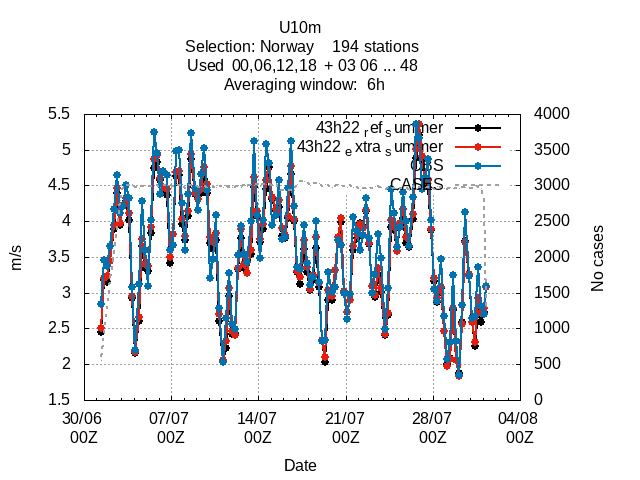 U10m
Selection: Norway    194 stations
Used  00,06,12,18  + 03 06 ... 48
Averaging window:  6h
5.5
5
4.5
4
3.5
3
2.5
2
1.5
m/s
4000
3500
3000
2500
2000
1500
1000
500
0
No cases
43h22 ref summer
43h22 extra summer
OBS
CASES
30/06 07/07 14/07 21/07 28/07 04/08
00Z 00Z 00Z 00Z 00Z 00Z
Date